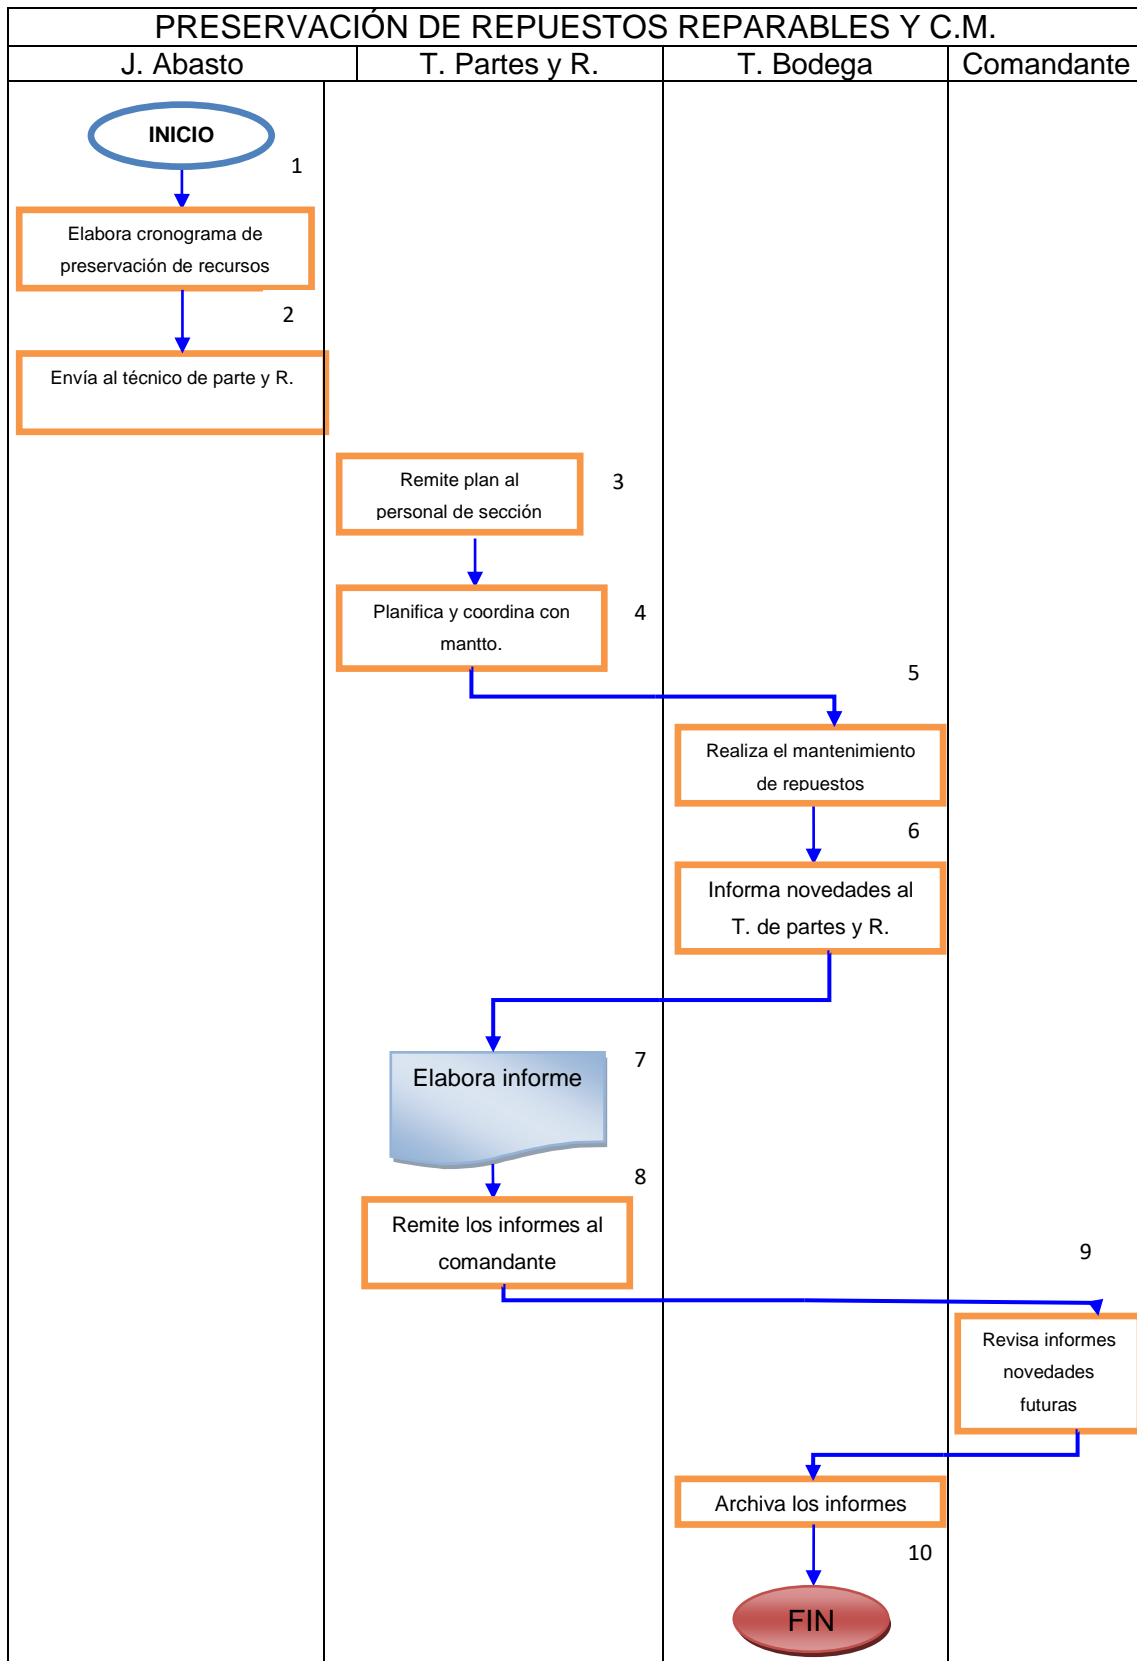 PRESERVACIÓN DE REPUESTOS REPARABLES Y C.M.
J. Abasto
T. Partes y R.
T. Bodega
Comandante
INICIO
1
Elabora cronograma de
preservación de recursos
2
Envía al técnico de parte y R.
Remite plan al
personal de sección
3
Planifica y coordina con
mantto.
4
5
Realiza el mantenimiento
de repuestos
6
Informa novedades al
T. de partes y R.
Elabora informe
7
8
Remite los informes al
comandante
9
Revisa informes
novedades
futuras
Archiva los informes
10
FIN